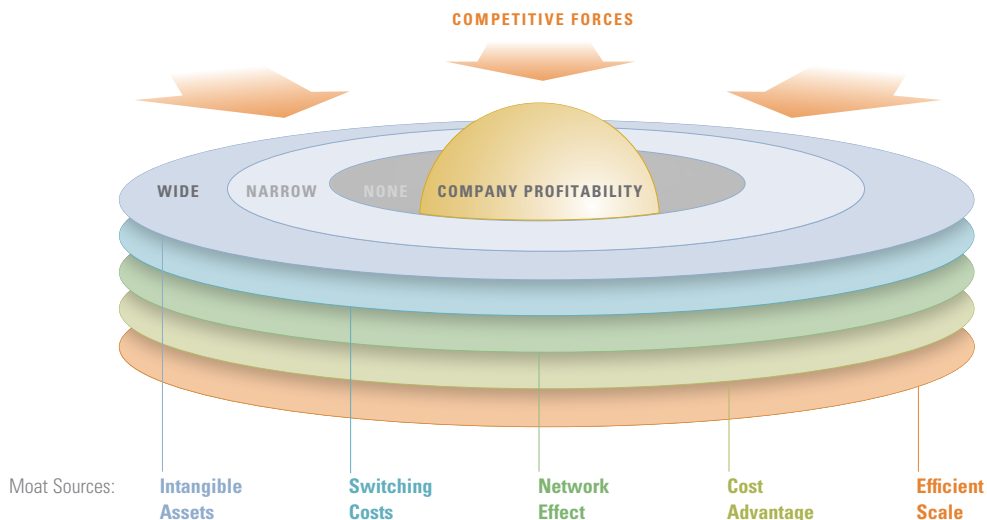 COMPETITIVE FORCES
WIDE NARROW NONE COMPANY PROFITABILITY
Moat Sources: Intangible Switching Network Cost Efficient
Assets Costs Effect Advantage Scale